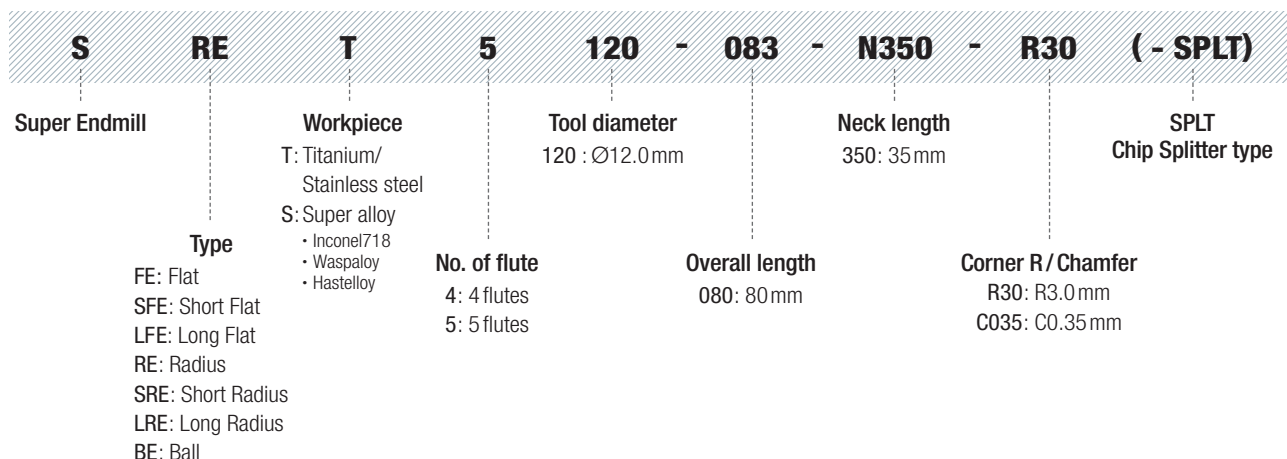 S RE T 5 120 - 083 - N350 - R30 ( - SPLT)
Super Endmill
Type
FE: Flat
SFE: Short Flat
LFE: Long Flat
RE: Radius
SRE: Short Radius
LRE: Long Radius
BE: Ball
Workpiece
T: Titanium/
Stainless steel
S: Super alloy
• Inconel718
• Waspaloy
• Hastelloy
No. of flute
4: 4 flutes
5: 5 flutes
Tool diameter
120 : Ø12.0 mm
Overall length
080: 80 mm
Neck length
350: 35 mm
Corner R / Chamfer
R30: R3.0 mm
C035: C0.35 mm
SPLT
Chip Splitter type